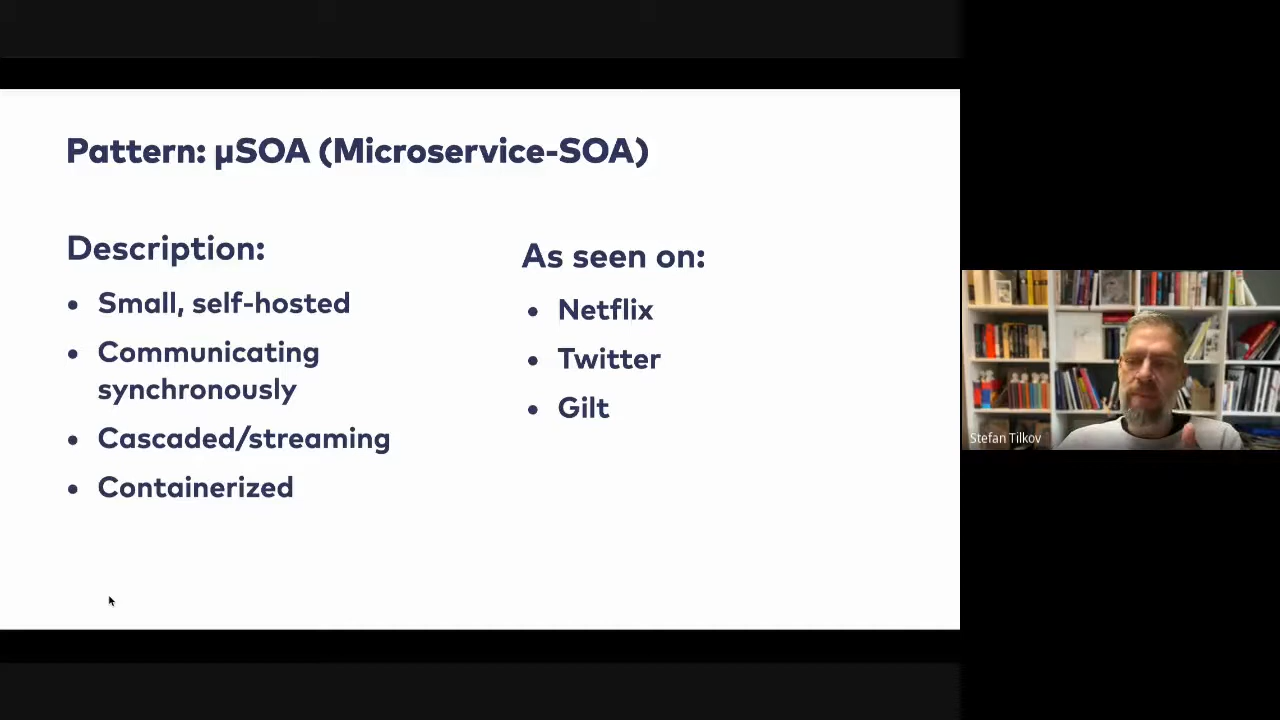 Pattern: µSOA (Microservice-SOA)
Description:
• Small, self-hosted
• Communicating
synchronously
• Cascaded/streaming
• Containerized
As seen on:
• Netflix
• Twitter
• Gilt
Stefan Tilkov